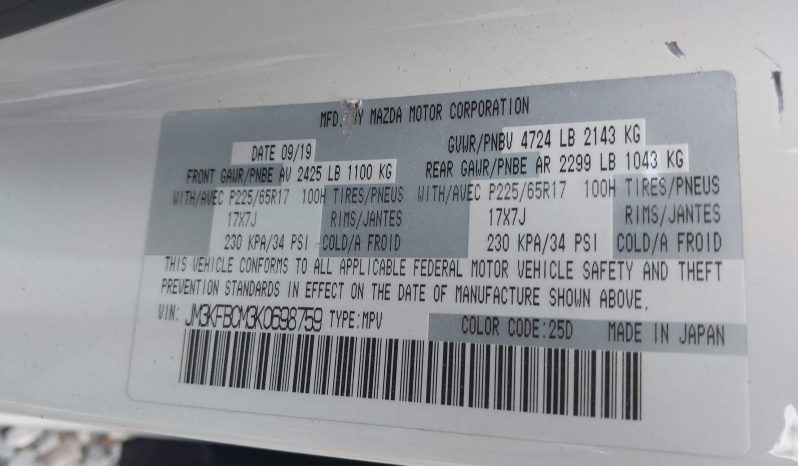 MFD. BY MAZDA MOTOR CORPORATION
DATE 09/19 GVWR/PNBV 4724 LB 2143 KG
FRONT GAWR/PNBE AV 2425 LB 1100 KG REAR GAWR/PNBE AR 2299 LB 1043 KG
WITH/AVEC P225/65R17 100H TIRES/PNEUS WITH/AVEC P225/65R17 100H TIRES/PNEUS
17X7J RIMS/JANTES 17X7J RIMS/JANTES
230 KPA/34 PSI COLD/A FROID 230 KPA/34 PSI COLD/A FROID
THIS VEHICLE CONFORMS TO ALL APPLICABLE FEDERAL MOTOR VEHICLE SAFETY AND THEFT
PREVENTION STANDARDS IN EFFECT ON THE DATE OF MANUFACTURE SHOWN ABOVE.
VIN: JM3KFBCM3K0698759 TYPE:MPV COLOR CODE:25D MADE IN JAPAN